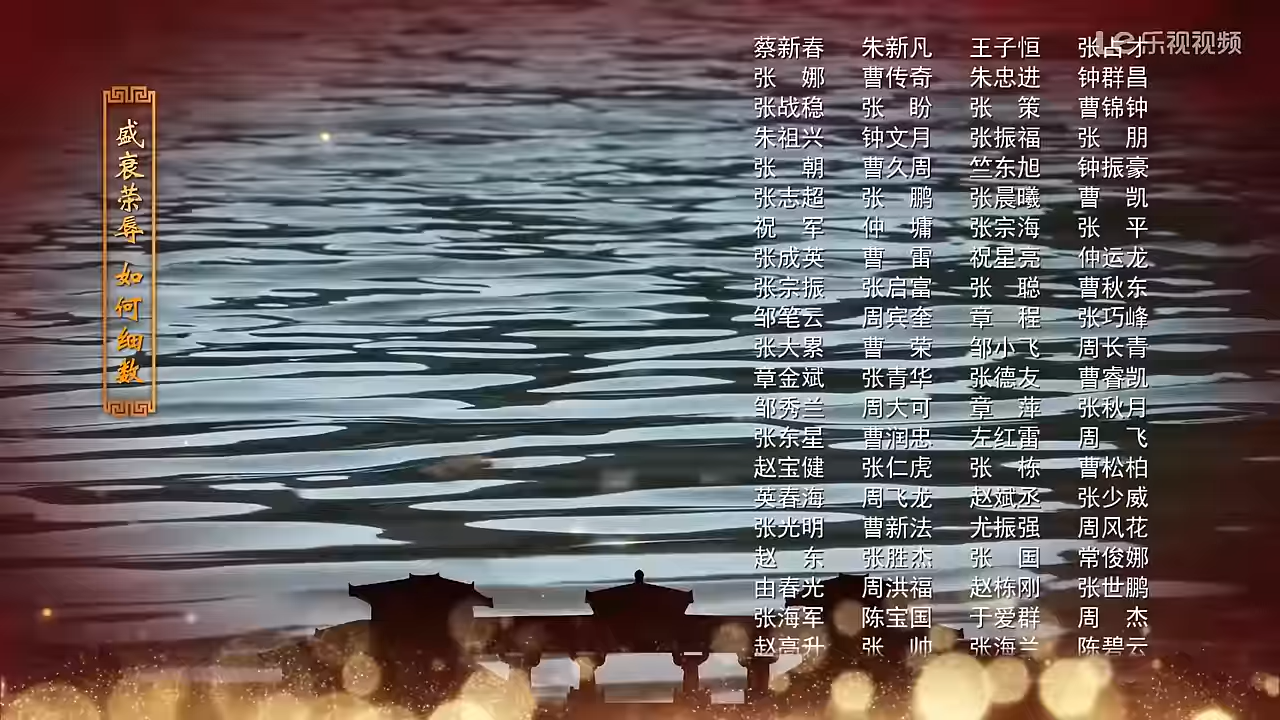 乐视视频
盛衰荣辱 如何细数
蔡新春 朱新凡 王子恒 张占才
张 娜 曹传奇 朱忠进 钟群昌
张战稳 张 盼 张 策 曹锦钟
朱祖兴 钟文月 张振福 张 朋
张 朝 曹久周 竺东旭 钟振豪
张志超 张 鹏 张晨曦 曹 凯
祝 军 仲 墉 张宗海 张 平
张成英 曹 雷 祝星亮 仲运龙
张宗振 张启富 张 聪 曹秋东
邹笔云 周宾奎 章 程 张巧峰
张大累 曹 荣 邹小飞 周长青
章金斌 张青华 张德友 曹睿凯
邹秀兰 周大可 章 萍 张秋月
张东星 曹润忠 左红雷 周 飞
赵宝健 张仁虎 张 栋 曹松柏
英春海 周飞龙 赵斌丞 张少威
张光明 曹新法 尤振强 周风花
赵 东 张胜杰 张 国 常俊娜
由春光 周洪福 赵栋刚 张世鹏
张海军 陈宝国 于爱群 周 杰
赵高升 张 帅 张海兰 陈碧云